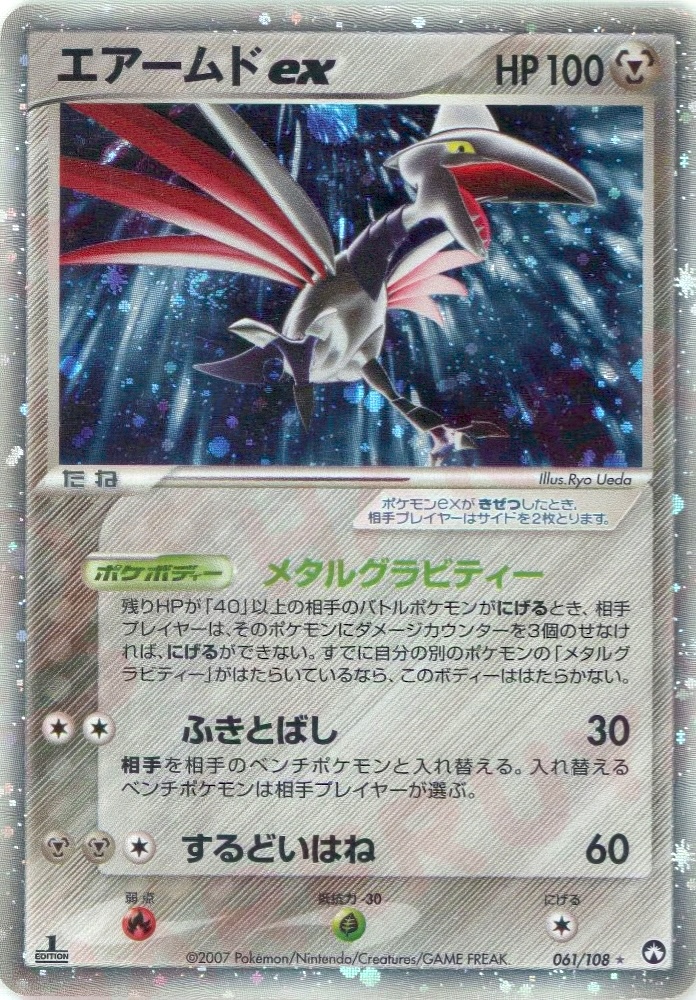 エアームドex HP 100
たね
Illus.Ryo Ueda
ポケモンexがきぜつしたとき、
相手プレイヤーはサイドを2枚とります。
ポケボディー メタルグラビティー
残りHPが「40」以上の相手のバトルポケモンがにげるとき、相手
プレイヤーは、そのポケモンにダメージカウンターを3個のせなけ
れば、にげるができない。すでに自分の別のポケモンの「メタルグ
ラビティー」がはたらいているなら、このボディーははたらかない。
ふきとばし 30
相手を相手のベンチポケモンと入れ替える。入れ替える
ベンチポケモンは相手プレイヤーが選ぶ。
するどいはね 60
弱点 抵抗力 -30 にげる
1
EDITION
©2007 Pokémon/Nintendo/Creatures/GAME FREAK. 061/108 ★